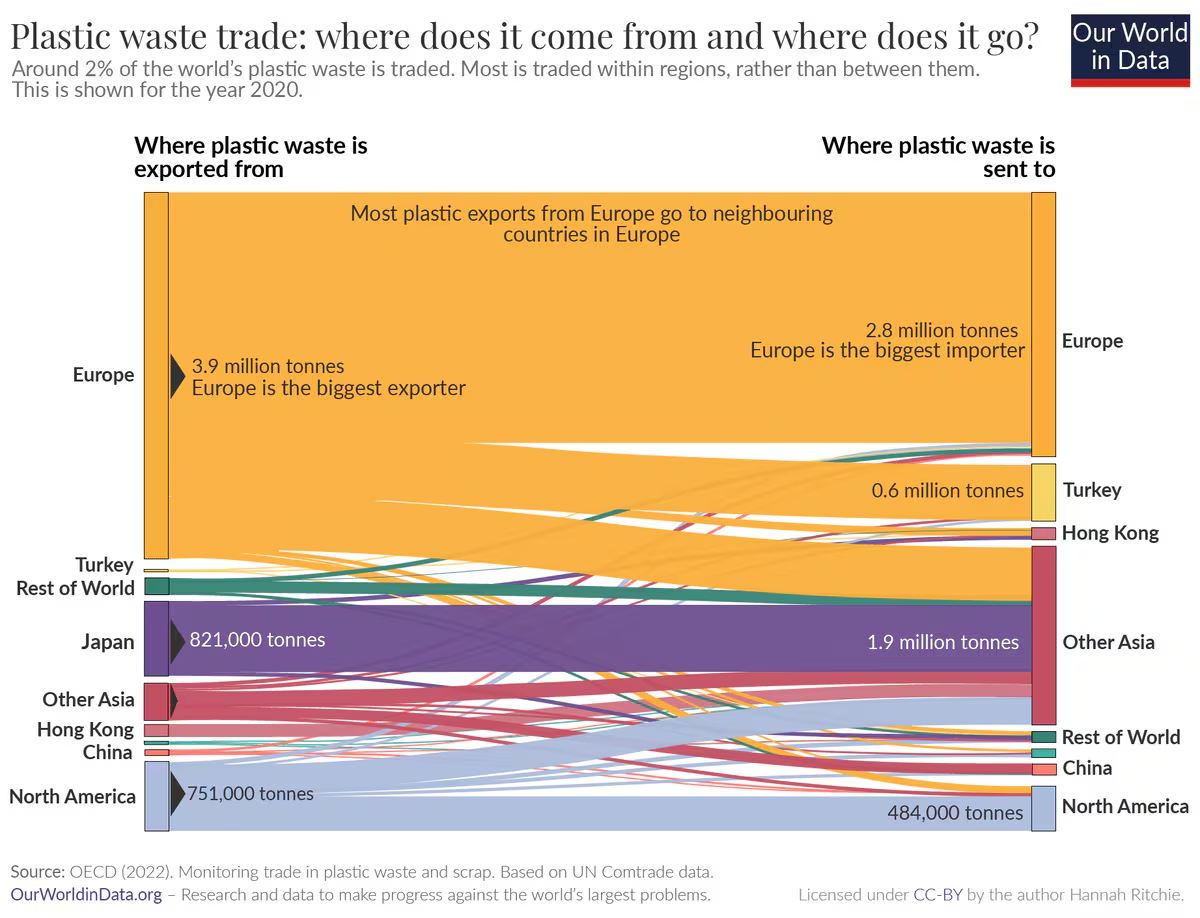 Plastic waste trade: where does it come from and where does it go?
Our World
in Data
Around 2% of the world's plastic waste is traded. Most is traded within regions, rather than between them.
This is shown for the year 2020.
Where plastic waste is
exported from
Where plastic waste is
sent to
Most plastic exports from Europe go to neighbouring
countries in Europe
2.8 million tonnes
Europe is the biggest importer
Europe
3.9 million tonnes
Europe is the biggest exporter
Europe
0.6 million tonnes
Turkey
Hong Kong
Turkey
Rest of World
Japan
821,000 tonnes
1.9 million tonnes
Other Asia
Other Asia
Hong Kong
China
Rest of World
China
North America
751,000 tonnes
484,000 tonnes
North America
Source: OECD (2022). Monitoring trade in plastic waste and scrap. Based on UN Comtrade data.
OurWorldinData.org – Research and data to make progress against the world's largest problems.
Licensed under CC-BY by the author Hannah Ritchie.